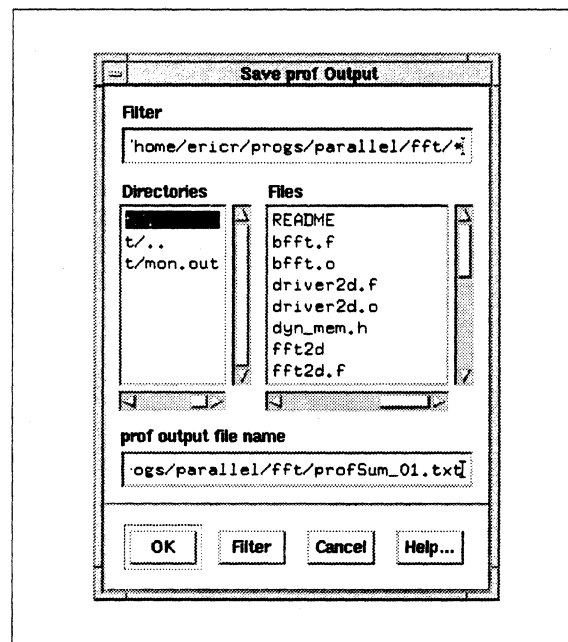 Save prof Output
Filter
home/ericr/progs/parallel/fft/*
Directories
Files
t/..
t/mon.out
README
bfft.f
bfft.o
driver2d.f
driver2d.o
dyn_mem.h
fft2d
fft2d.f
prof output file name
ogs/parallel/fft/profSum_01.txt
OK
Filter
Cancel
Help...